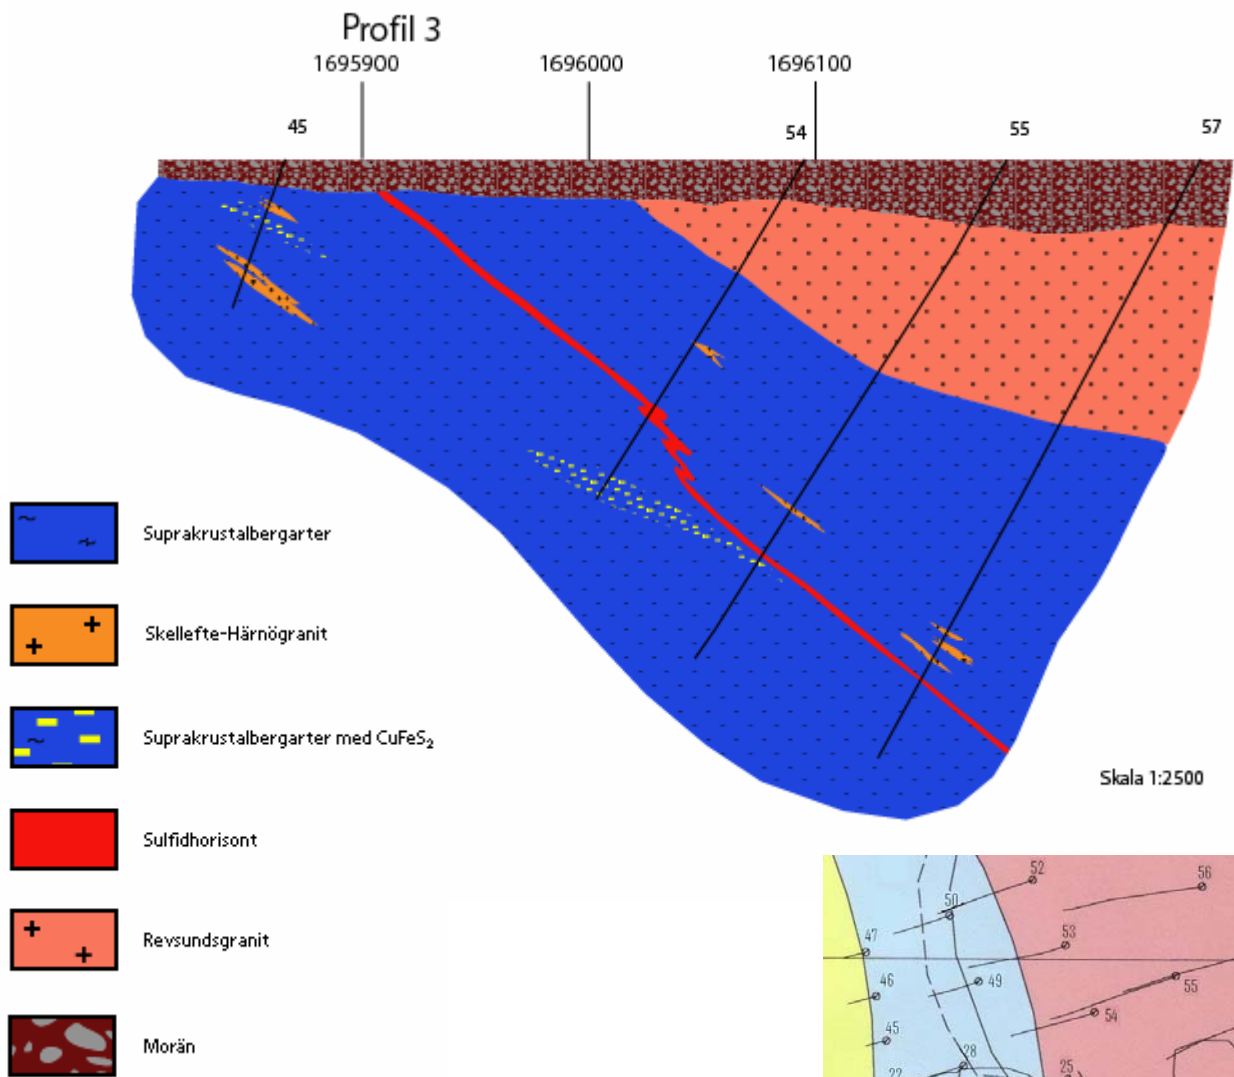 Profil 3
1695900 1696000 1696100
45 54 55 57
Suprakrustalbergarter
Skellefte-Härnögranit
Suprakrustalbergarter med CuFeS₂
Sulfidhorisont
Revsundsgranit
Morän
Skala 1:2500
52 56
50
47 53
46 49 55
54
45
28 25
22